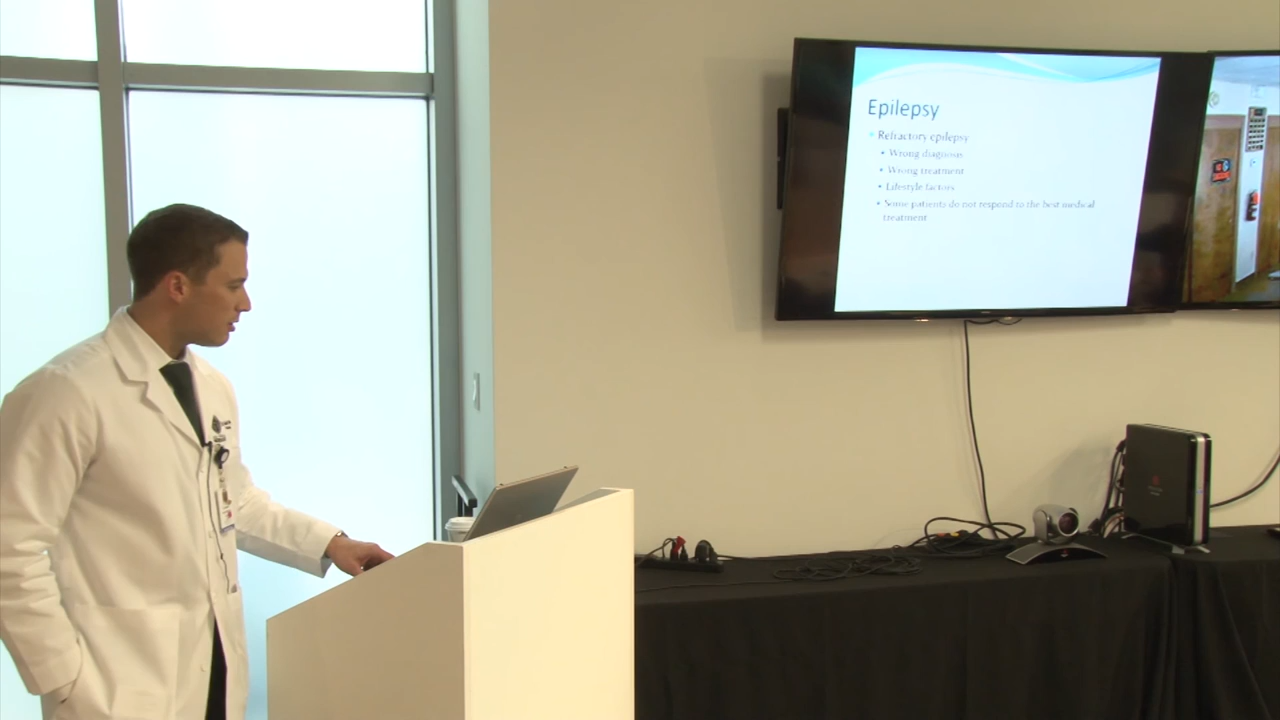 Epilepsy
Refractory epilepsy
Wrong diagnosis
Wrong treatment
Lifestyle factors
Some patients do not respond to the best medical
treatment